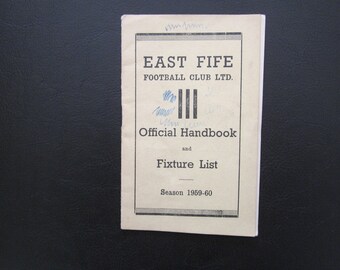 EAST FIFE
FOOTBALL CLUB LTD.
Official Handbook
and
Fixture List
Season 1959-60